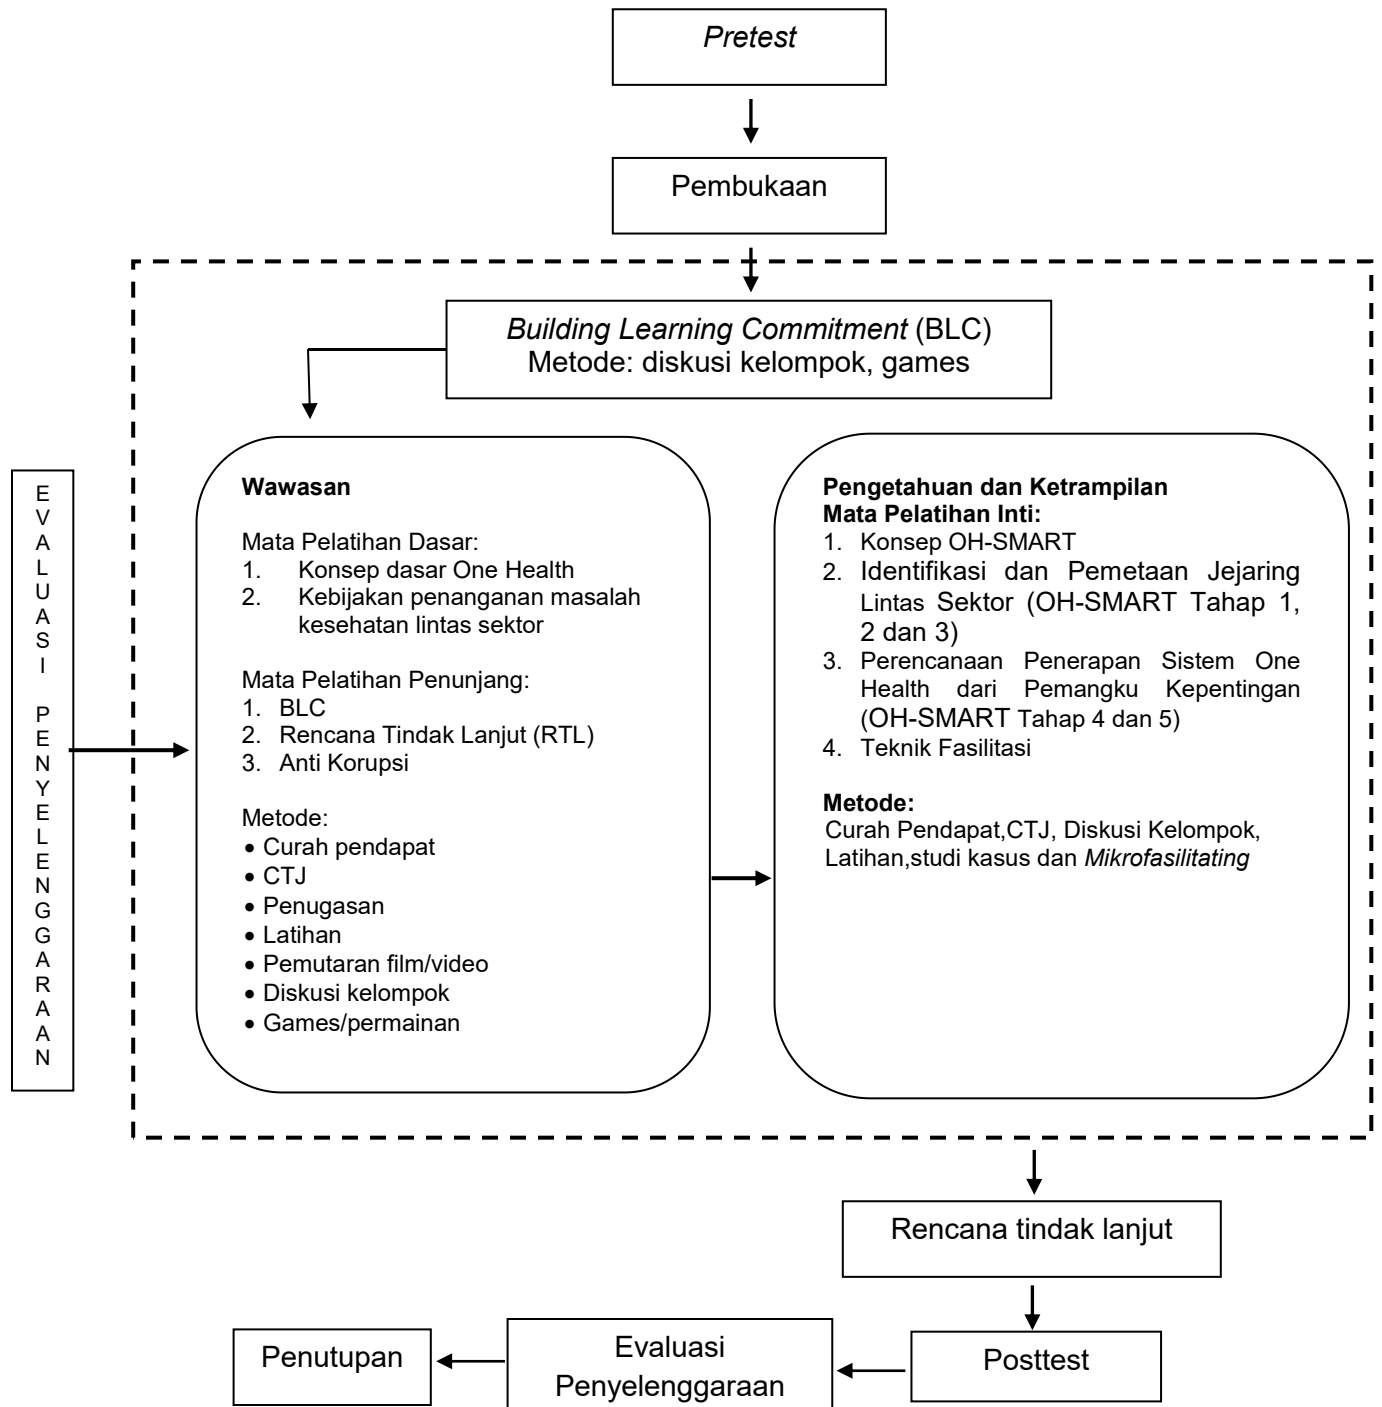 Pretest
Pembukaan
Building Learning Commitment (BLC)
Metode: diskusi kelompok, games
EVALUASI PENYELENGGARAAN
Wawasan
Mata Pelatihan Dasar:
1. Konsep dasar One Health
2. Kebijakan penanganan masalah
kesehatan lintas sektor
Mata Pelatihan Penunjang:
1. BLC
2. Rencana Tindak Lanjut (RTL)
3. Anti Korupsi
Metode:
• Curah pendapat
• CTJ
• Penugasan
• Latihan
• Pemutaran film/video
• Diskusi kelompok
• Games/permainan
Pengetahuan dan Ketrampilan
Mata Pelatihan Inti:
1. Konsep OH-SMART
2. Identifikasi dan Pemetaan Jejaring
Lintas Sektor (OH-SMART Tahap 1,
2 dan 3)
3. Perencanaan Penerapan Sistem One
Health dari Pemangku Kepentingan
(OH-SMART Tahap 4 dan 5)
4. Teknik Fasilitasi
Metode:
Curah Pendapat,CTJ, Diskusi Kelompok,
Latihan,studi kasus dan Mikrofasilitating
Rencana tindak lanjut
Posttest
Evaluasi
Penyelenggaraan
Penutupan